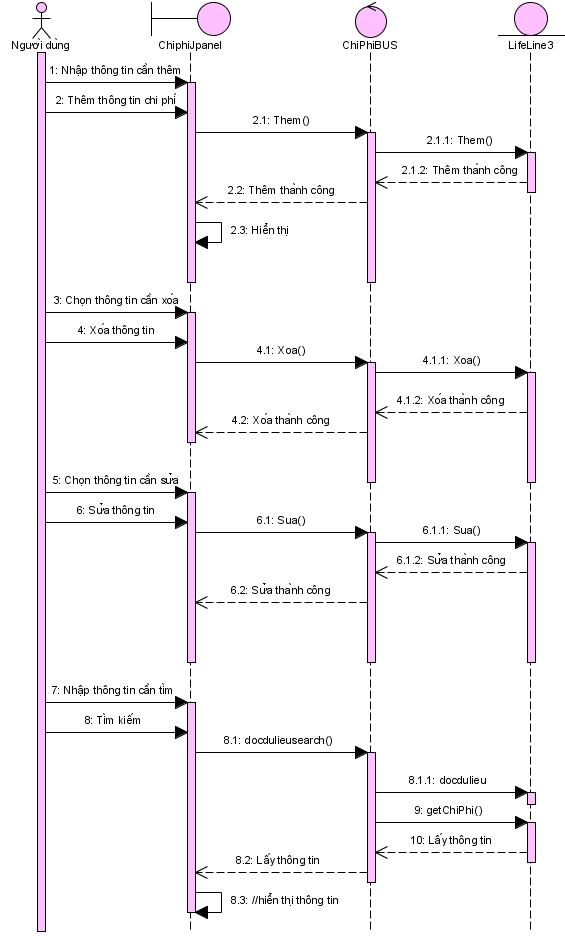 Người dùng
ChiphiJpanel
ChiPhiBUS
LifeLine3
1: Nhập thông tin cần thêm
2: Thêm thông tin chi phí
2.1: Them()
2.1.1: Them()
2.1.2: Thêm thành công
2.2: Thêm thành công
2.3: Hiển thị
3: Chọn thông tin cần xóa
4: Xóa thông tin
4.1: Xoa()
4.1.1: Xoa()
4.1.2: Xoá thành công
4.2: Xoá thành công
5: Chọn thông tin cần sửa
6: Sửa thông tin
6.1: Sua()
6.1.1: Sua()
6.1.2: Sửa thành công
6.2: Sửa thành công
7: Nhập thông tin cần tìm
8: Tìm kiếm
8.1: docdulieusearch()
8.1.1: docdulieu
9: getChiPhi()
10: Lấy thông tin
8.2: Lấy thông tin
8.3: //hiển thị thông tin